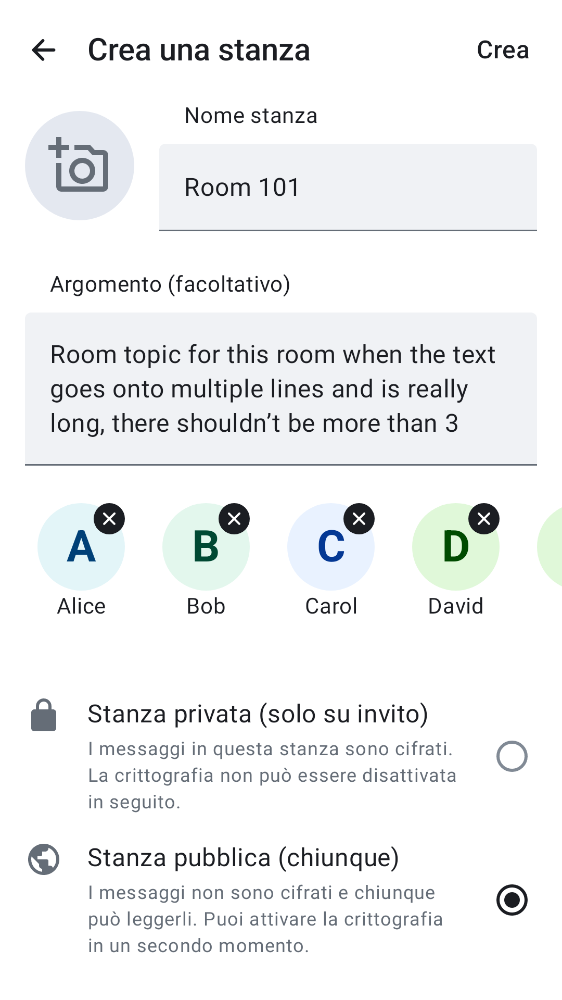 Crea una stanza
Crea
Nome stanza
Room 101
Argomento (facoltativo)
Room topic for this room when the text
goes onto multiple lines and is really
long, there shouldn’t be more than 3
A
B
C
D
Alice
Bob
Carol
David
Stanza privata (solo su invito)
I messaggi in questa stanza sono cifrati.
La crittografia non può essere disattivata
in seguito.
Stanza pubblica (chiunque)
I messaggi non sono cifrati e chiunque
può leggerli. Puoi attivare la crittografia
in un secondo momento.